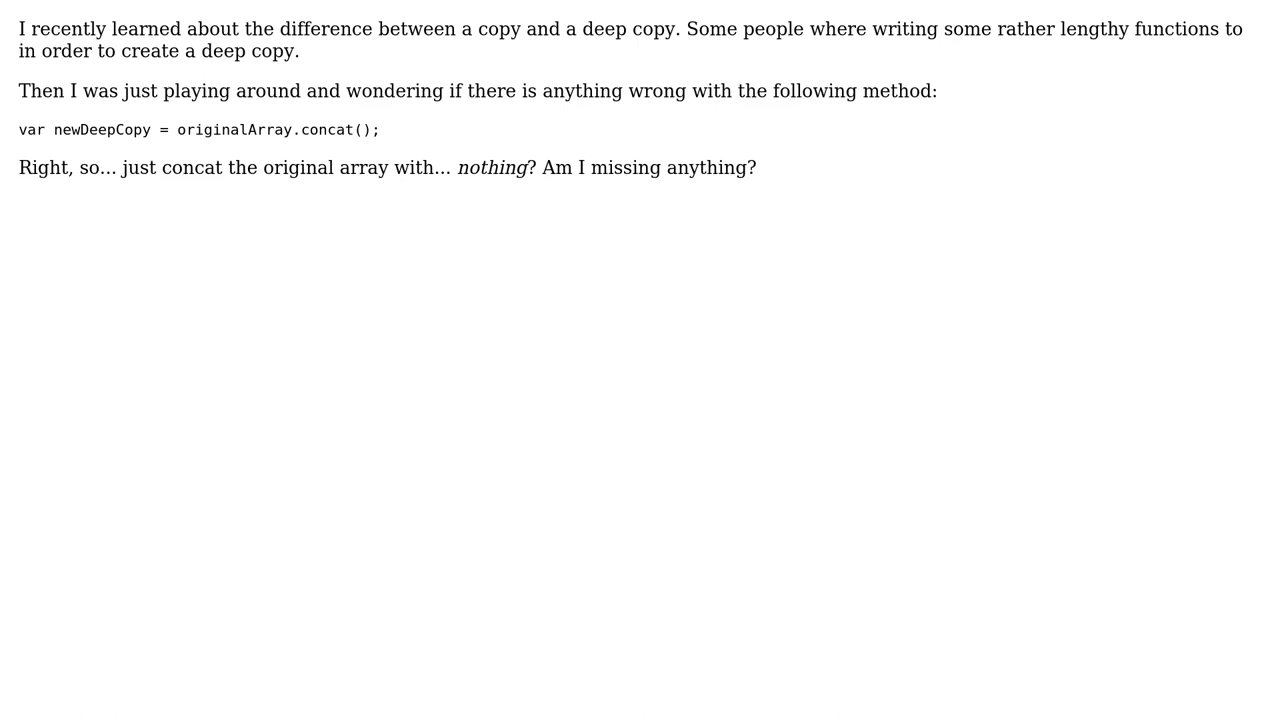 I recently learned about the difference between a copy and a deep copy. Some people where writing some rather lengthy functions to
in order to create a deep copy.
Then I was just playing around and wondering if there is anything wrong with the following method:
var newDeepCopy = originalArray.concat();
Right, so... just concat the original array with... nothing? Am I missing anything?